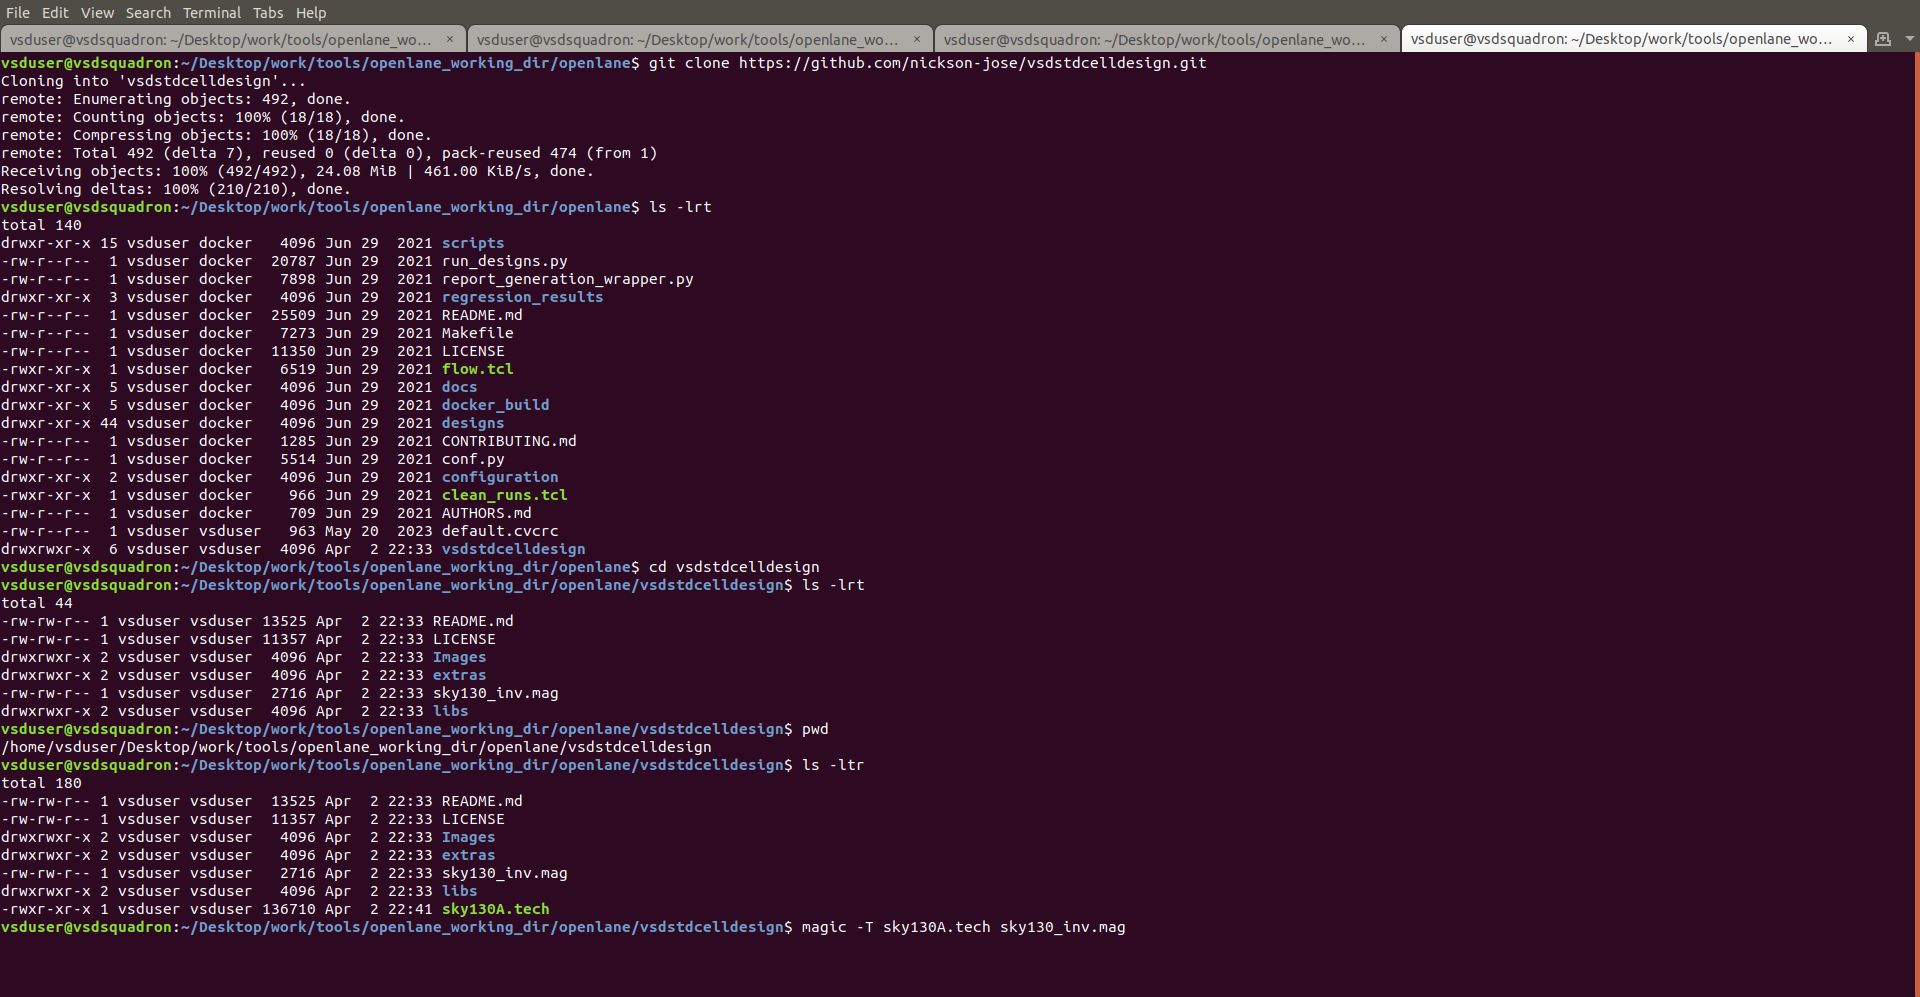 File Edit View Search Terminal Tabs Help
vsduser@vsdsquadron: ~/Desktop/work/tools/openlane_wo... × vsduser@vsdsquadron: ~/Desktop/work/tools/openlane_wo... × vsduser@vsdsquadron: ~/Desktop/work/tools/openlane_wo... × vsduser@vsdsquadron: ~/Desktop/work/tools/openlane_wo... ×
vsduser@vsdsquadron:~/Desktop/work/tools/openlane_working_dir/openlane$ git clone https://github.com/nickson-jose/vsdstdcelldesign.git
Cloning into 'vsdstdcelldesign'...
remote: Enumerating objects: 492, done.
remote: Counting objects: 100% (18/18), done.
remote: Compressing objects: 100% (18/18), done.
remote: Total 492 (delta 7), reused 0 (delta 0), pack-reused 474 (from 1)
Receiving objects: 100% (492/492), 24.08 MiB | 461.00 KiB/s, done.
Resolving deltas: 100% (210/210), done.
vsduser@vsdsquadron:~/Desktop/work/tools/openlane_working_dir/openlane$ ls -lrt
total 140
drwxr-xr-x 15 vsduser docker   4096 Jun 29  2021 scripts
-rw-r--r--  1 vsduser docker  20787 Jun 29  2021 run_designs.py
-rw-r--r--  1 vsduser docker   7898 Jun 29  2021 report_generation_wrapper.py
drwxr-xr-x  3 vsduser docker   4096 Jun 29  2021 regression_results
-rw-r--r--  1 vsduser docker  25509 Jun 29  2021 README.md
-rw-r--r--  1 vsduser docker   7273 Jun 29  2021 Makefile
-rw-r--r--  1 vsduser docker  11350 Jun 29  2021 LICENSE
-rwxr-xr-x  1 vsduser docker   6519 Jun 29  2021 flow.tcl
drwxr-xr-x  5 vsduser docker   4096 Jun 29  2021 docs
drwxr-xr-x  5 vsduser docker   4096 Jun 29  2021 docker_build
drwxr-xr-x 44 vsduser docker   4096 Jun 29  2021 designs
-rw-r--r--  1 vsduser docker   1285 Jun 29  2021 CONTRIBUTING.md
-rw-r--r--  1 vsduser docker   5514 Jun 29  2021 conf.py
drwxr-xr-x  2 vsduser docker   4096 Jun 29  2021 configuration
-rwxr-xr-x  1 vsduser docker    966 Jun 29  2021 clean_runs.tcl
-rw-r--r--  1 vsduser docker    709 Jun 29  2021 AUTHORS.md
-rw-r--r--  1 vsduser vsduser   963 May 20  2023 default.cvcrc
drwxrwxr-x  6 vsduser vsduser  4096 Apr  2 22:33 vsdstdcelldesign
vsduser@vsdsquadron:~/Desktop/work/tools/openlane_working_dir/openlane$ cd vsdstdcelldesign
vsduser@vsdsquadron:~/Desktop/work/tools/openlane_working_dir/openlane/vsdstdcelldesign$ ls -lrt
total 44
-rw-rw-r-- 1 vsduser vsduser 13525 Apr  2 22:33 README.md
-rw-rw-r-- 1 vsduser vsduser 11357 Apr  2 22:33 LICENSE
drwxrwxr-x 2 vsduser vsduser  4096 Apr  2 22:33 Images
drwxrwxr-x 2 vsduser vsduser  4096 Apr  2 22:33 extras
-rw-rw-r-- 1 vsduser vsduser  2716 Apr  2 22:33 sky130_inv.mag
drwxrwxr-x 2 vsduser vsduser  4096 Apr  2 22:33 libs
vsduser@vsdsquadron:~/Desktop/work/tools/openlane_working_dir/openlane/vsdstdcelldesign$ pwd
/home/vsduser/Desktop/work/tools/openlane_working_dir/openlane/vsdstdcelldesign
vsduser@vsdsquadron:~/Desktop/work/tools/openlane_working_dir/openlane/vsdstdcelldesign$ ls -ltr
total 180
-rw-rw-r-- 1 vsduser vsduser  13525 Apr  2 22:33 README.md
-rw-rw-r-- 1 vsduser vsduser  11357 Apr  2 22:33 LICENSE
drwxrwxr-x 2 vsduser vsduser   4096 Apr  2 22:33 Images
drwxrwxr-x 2 vsduser vsduser   4096 Apr  2 22:33 extras
-rw-rw-r-- 1 vsduser vsduser   2716 Apr  2 22:33 sky130_inv.mag
drwxrwxr-x 2 vsduser vsduser   4096 Apr  2 22:33 libs
-rwxr-xr-x 1 vsduser vsduser 136710 Apr  2 22:41 sky130A.tech
vsduser@vsdsquadron:~/Desktop/work/tools/openlane_working_dir/openlane/vsdstdcelldesign$ magic -T sky130A.tech sky130_inv.mag